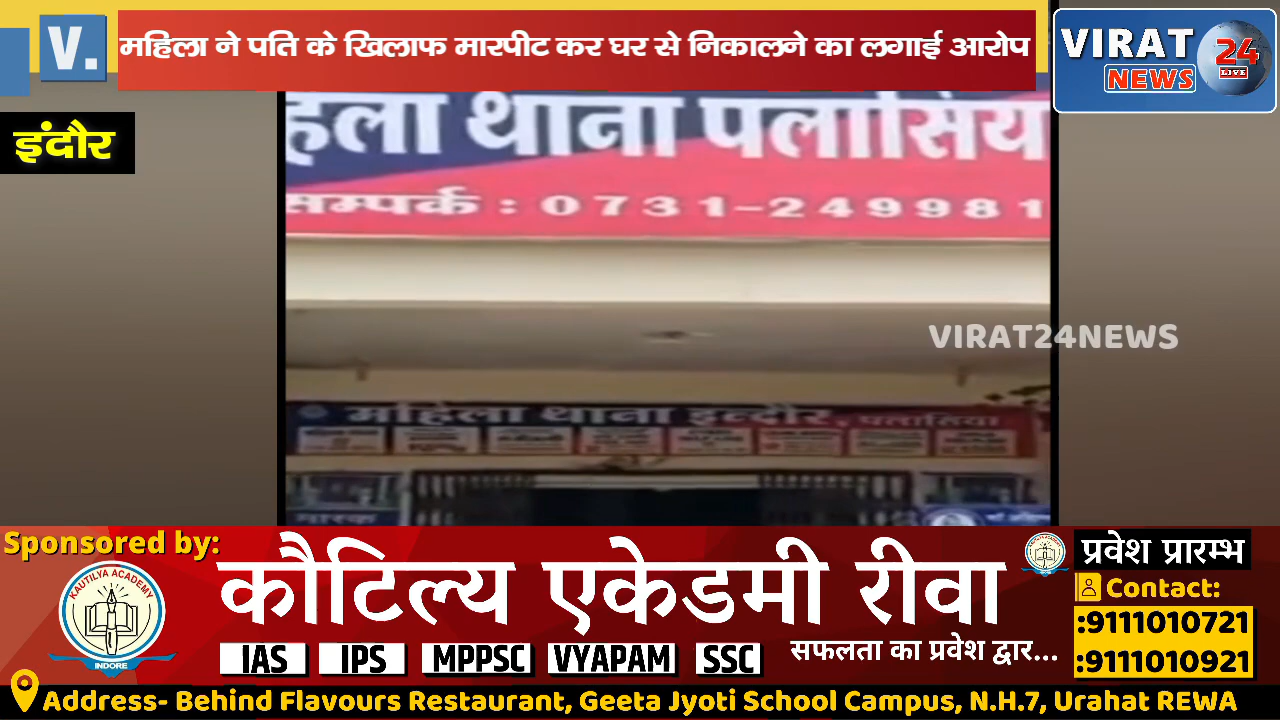 V.
महिला ने पति के खिलाफ मारपीट कर घर से निकालने का लगाई आरोप
VIRAT 24
NEWS LIVE
इंदौर
हिला थाना पलासिय
सम्पर्क : 0731-249981
VIRAT24NEWS
महिला थाना इन्दौर, पलासिया
Sponsored by:
KAUTILYA ACADEMY
INDORE
कौटिल्य एकेडमी रीवा
IAS IPS MPPSC VYAPAM SSC
सफलता का प्रवेश द्वार...
प्रवेश प्रारम्भ
Contact:
:9111010721
:9111010921
Address- Behind Flavours Restaurant, Geeta Jyoti School Campus, N.H.7, Urahat REWA